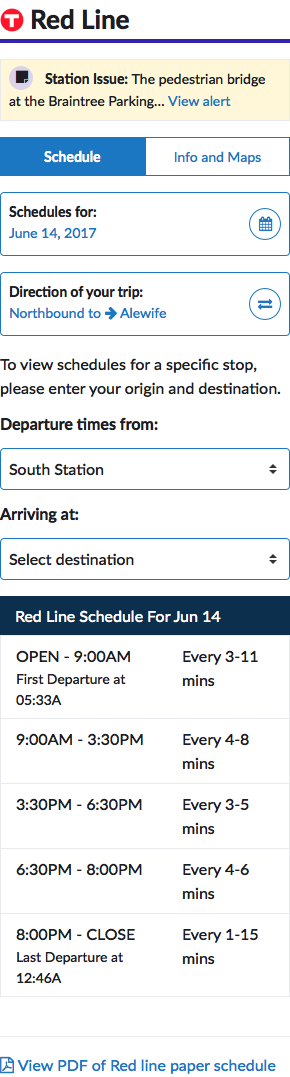 T Red Line
Station Issue: The pedestrian bridge
at the Braintree Parking... View alert
Schedule Info and Maps
Schedules for:
June 14, 2017
Direction of your trip:
Northbound to → Alewife
To view schedules for a specific stop,
please enter your origin and destination.
Departure times from:
South Station
Arriving at:
Select destination
Red Line Schedule For Jun 14
OPEN - 9:00AM Every 3-11
First Departure at mins
05:33A
9:00AM - 3:30PM Every 4-8
mins
3:30PM - 6:30PM Every 3-5
mins
6:30PM - 8:00PM Every 4-6
mins
8:00PM - CLOSE Every 1-15
Last Departure at mins
12:46A
View PDF of Red line paper schedule